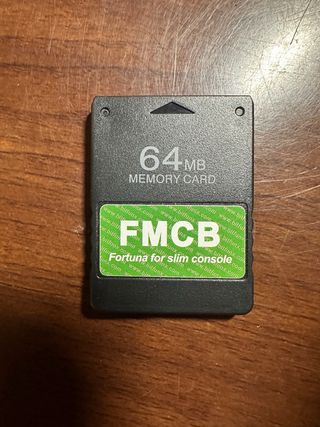 64MB
MEMORY CARD
FMCB
Fortuna for slim console